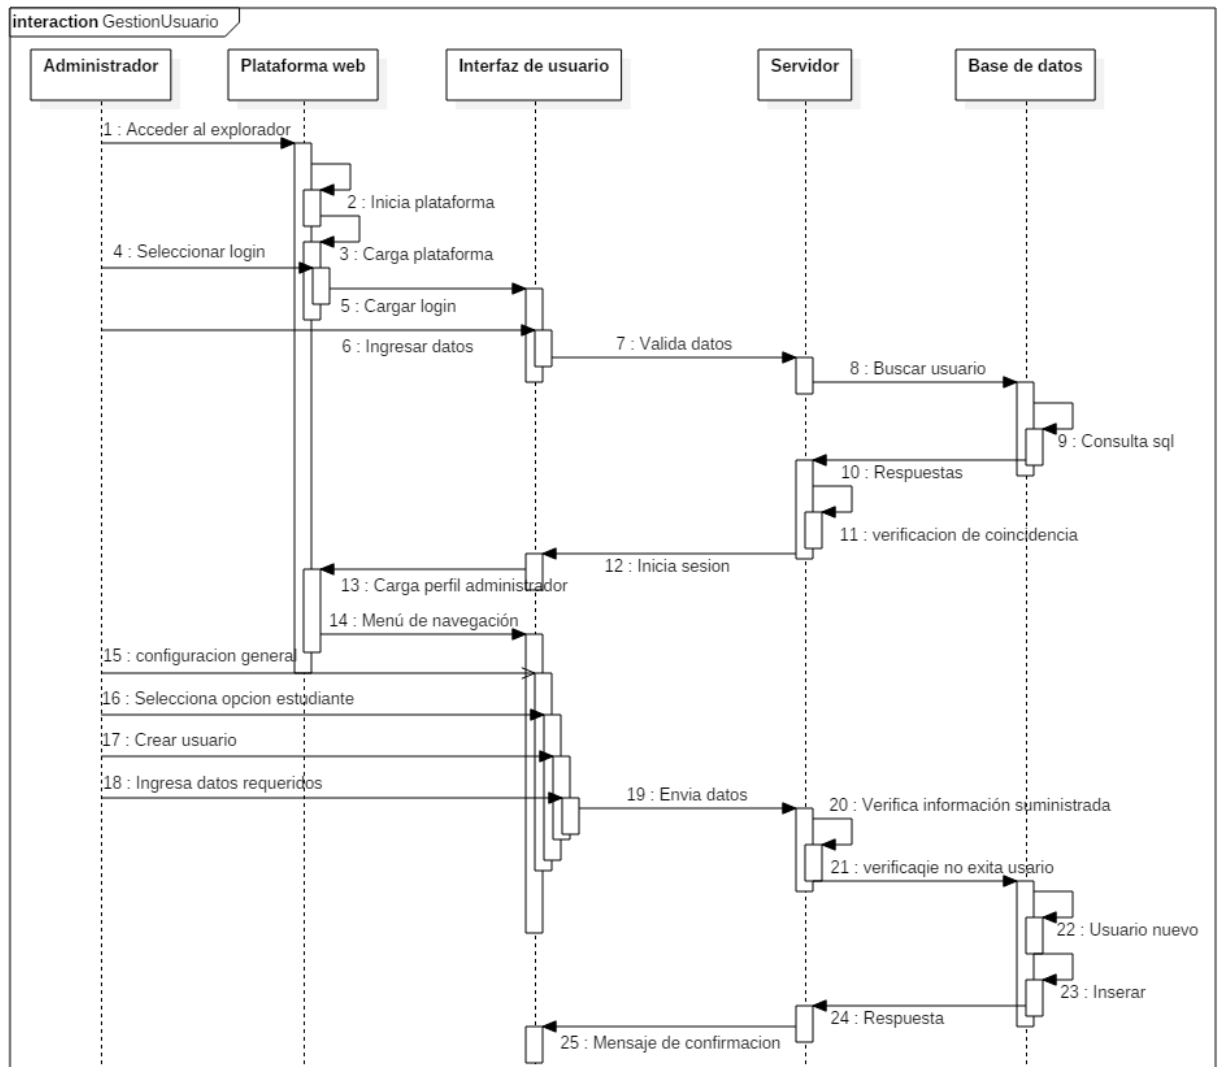 interaction GestionUsuario
Administrador
Plataforma web
Interfaz de usuario
Servidor
Base de datos
1 : Acceder al explorador
2 : Inicia plataforma
3 : Carga plataforma
4 : Seleccionar login
5 : Cargar login
6 : Ingresar datos
7 : Valida datos
8 : Buscar usuario
9 : Consulta sql
10 : Respuestas
11 : verificacion de coincidencia
12 : Inicia sesion
13 : Carga perfil administrador
14 : Menú de navegación
15 : configuracion general
16 : Selecciona opcion estudiante
17 : Crear usuario
18 : Ingresa datos requeridos
19 : Envia datos
20 : Verifica información suministrada
21 : verificaqie no exita usario
22 : Usuario nuevo
23 : Inserar
24 : Respuesta
25 : Mensaje de confirmacion